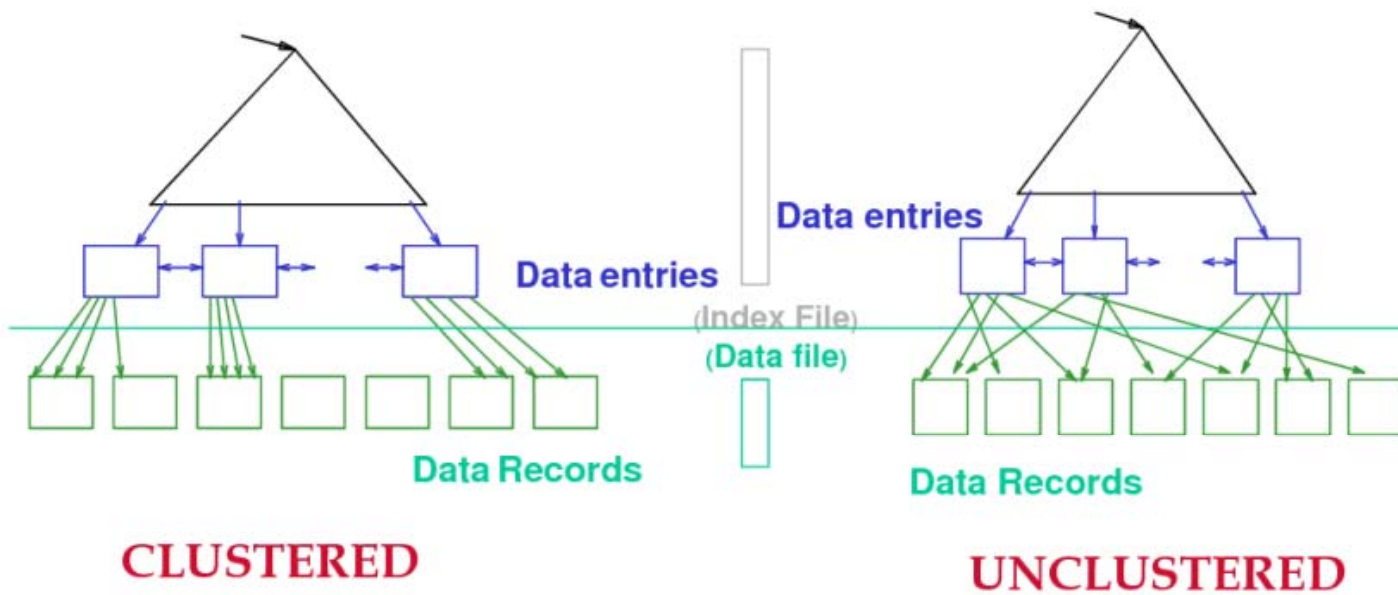 Data entries
Data entries
(Index File)
(Data file)
Data Records
Data Records
CLUSTERED
UNCLUSTERED